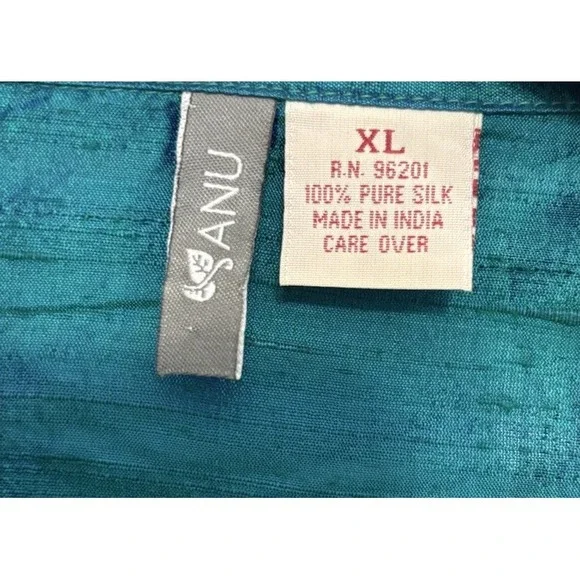 ANU
XL
R.N. 96201
100% PURE SILK
MADE IN INDIA
CARE OVER